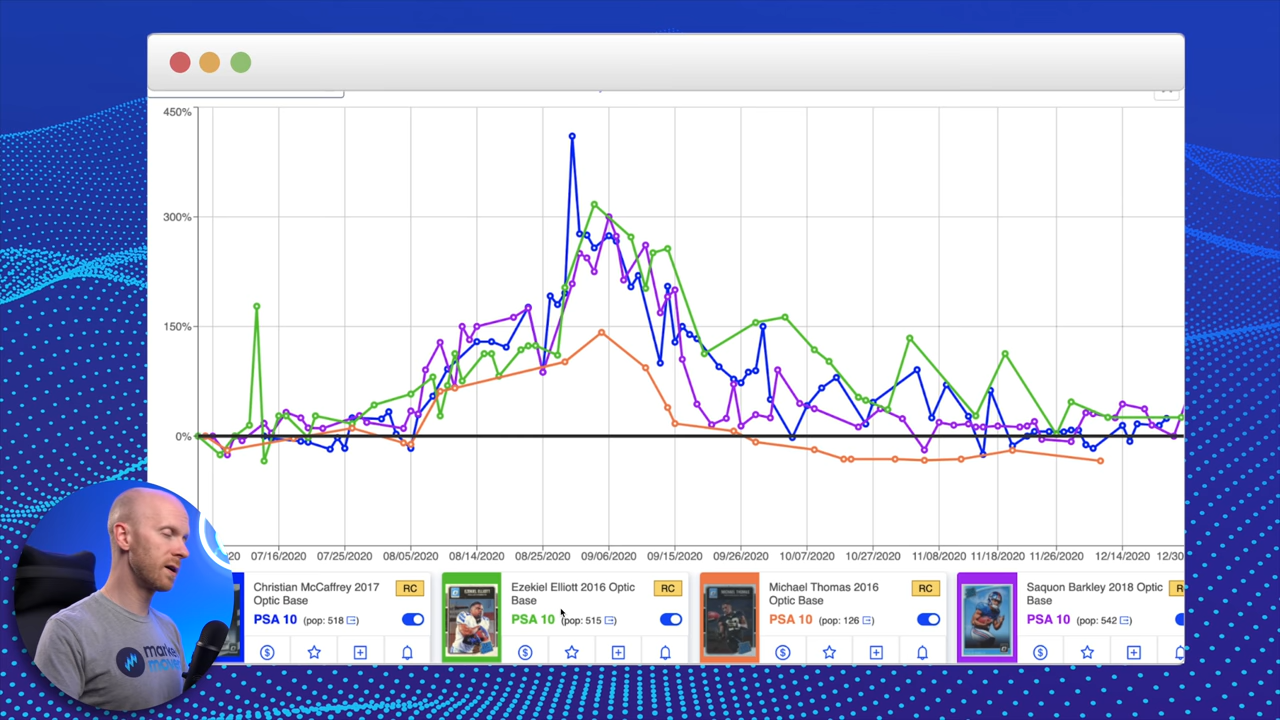 450%
300%
150%
0%
20 07/16/2020 07/25/2020 08/05/2020 08/14/2020 08/25/2020 09/06/2020 09/15/2020 09/26/2020 10/07/2020 10/27/2020 11/08/2020 11/18/2020 11/26/2020 12/14/2020 12/30
Christian McCaffrey 2017
Optic Base
RC
PSA 10 (pop: 518
Ezekiel Elliott 2016 Optic
Base
RC
PSA 10 (pop: 515
Michael Thomas 2016
Optic Base
RC
PSA 10 (pop: 126
Saquon Barkley 2018 Optic
Base
R
PSA 10 (pop: 542
marke
move